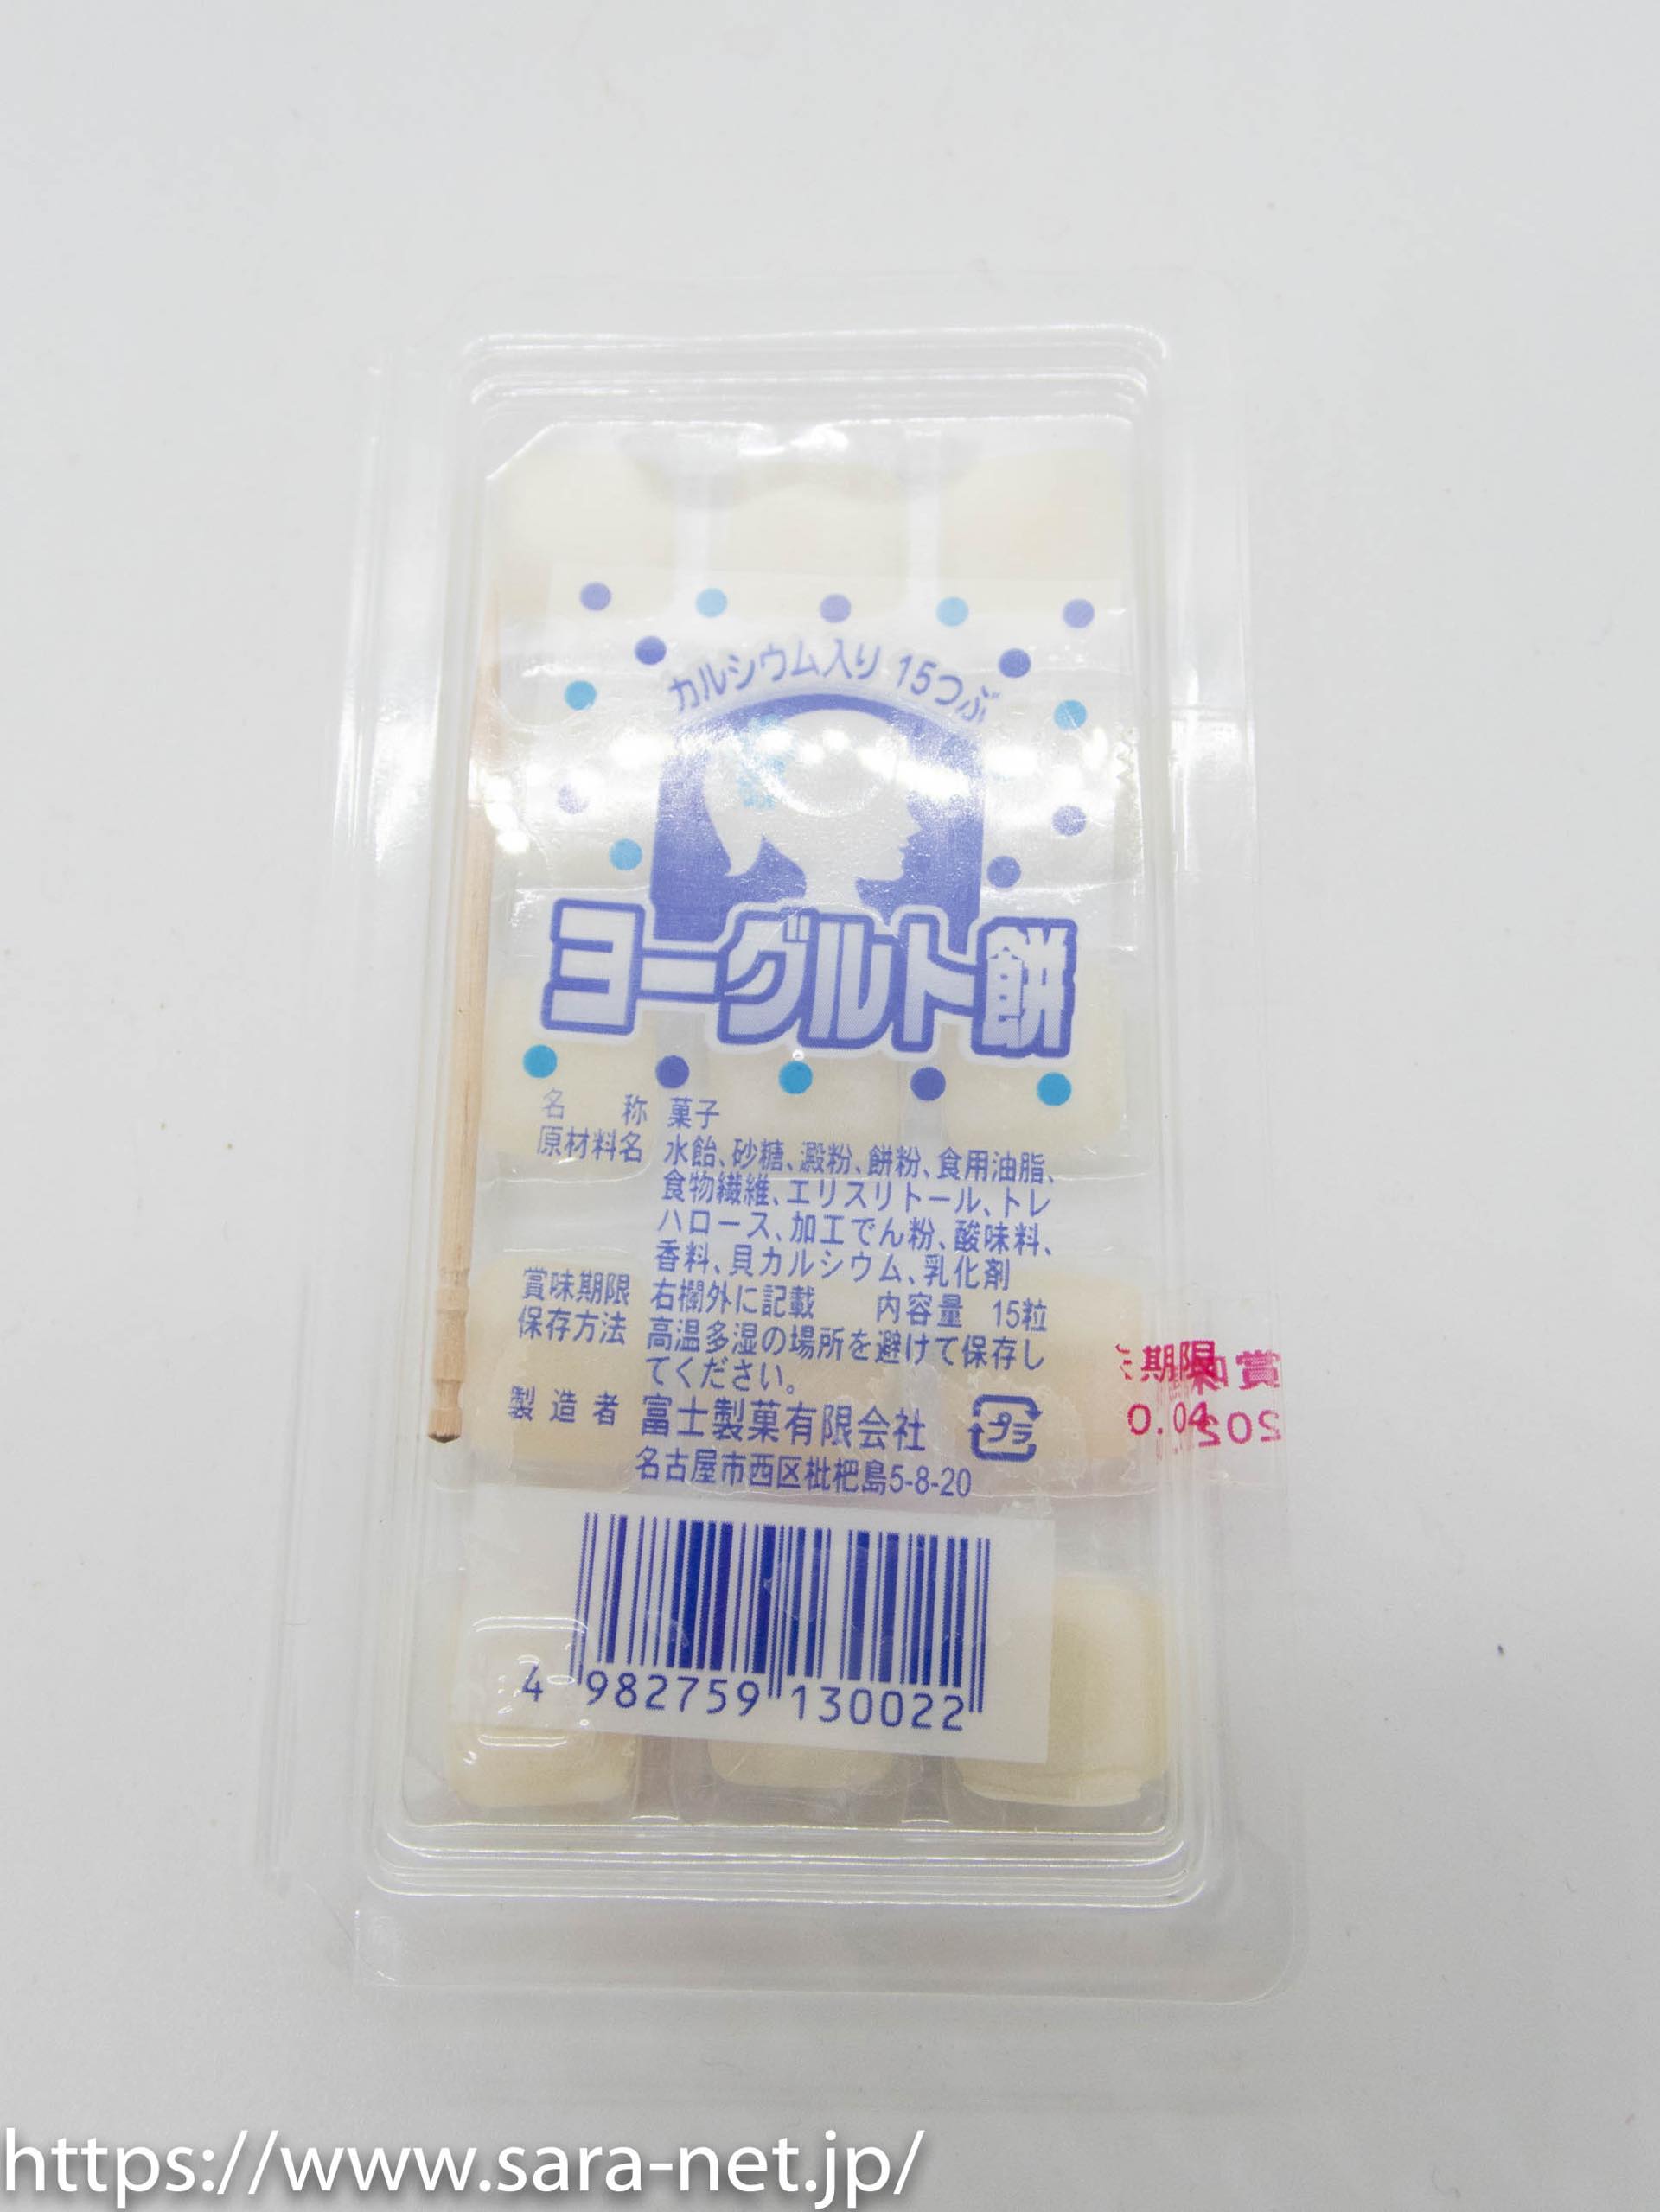 カルシウム入り 15つぶ
ヨーグルト餅
名 称 菓子
原材料名 水飴、砂糖、澱粉、餅粉、食用油脂、
食物繊維、エリスリトール、トレ
ハロース、加工でん粉、酸味料、
香料、貝カルシウム、乳化剤
賞味期限 右欄外に記載 内容量 15粒
保存方法 高温多湿の場所を避けて保存し
てください。
期限
賞
0.04
202
製造者 富士製菓有限会社 プラ
名古屋市西区枇杷島5-8-20
4 982759 130022
https://www.sara-net.jp/